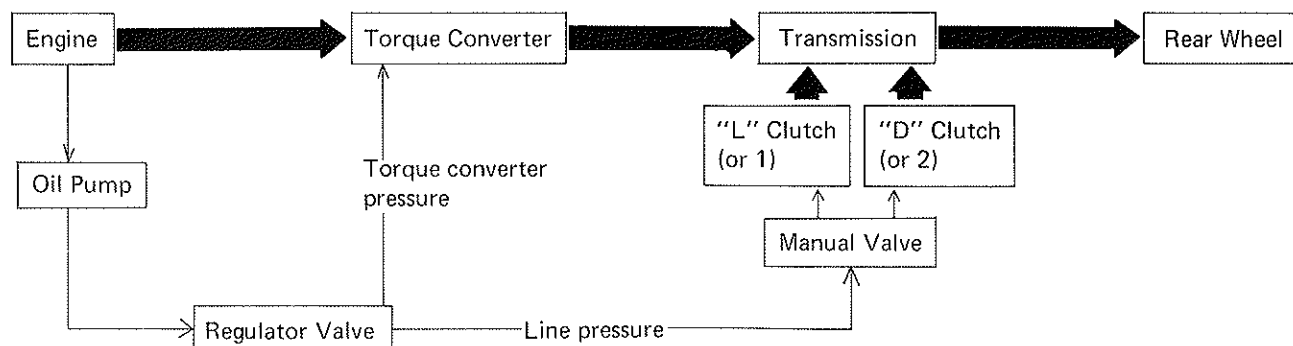 Engine
Torque Converter
Transmission
Rear Wheel
"L" Clutch
(or 1)
"D" Clutch
(or 2)
Oil Pump
Torque converter
pressure
Manual Valve
Regulator Valve
Line pressure